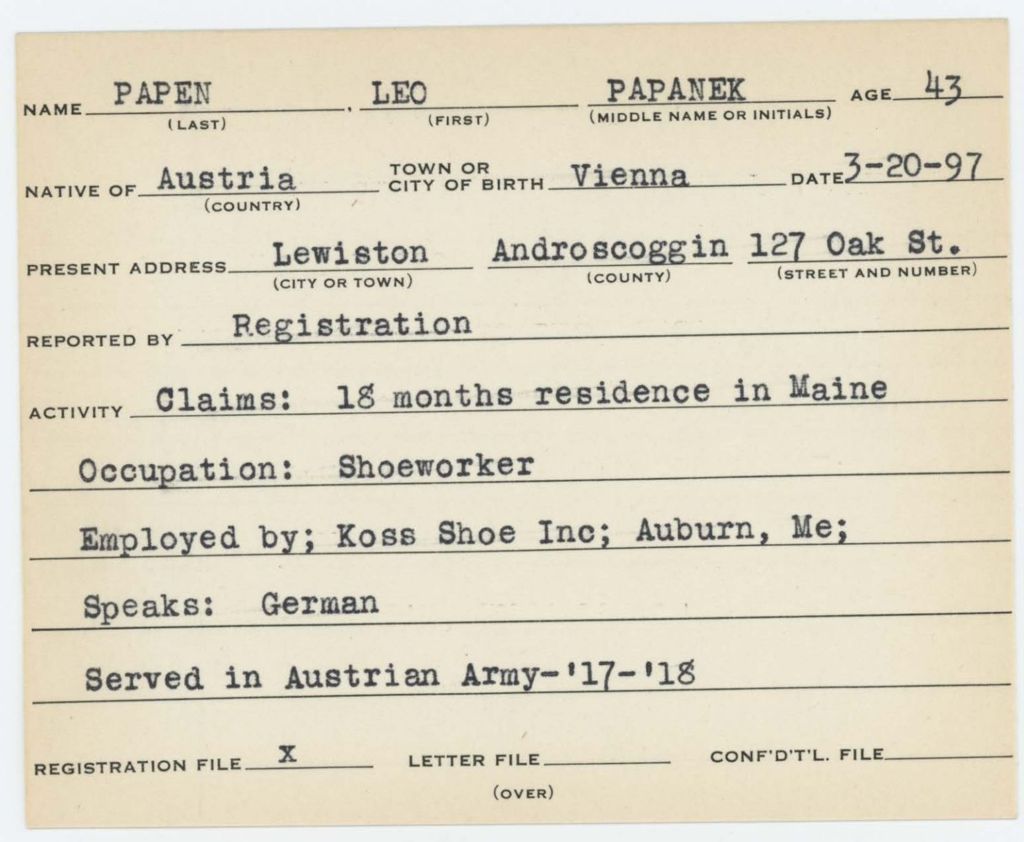 NAME PAPEN, LEO PAPANEK AGE 43
(LAST) (FIRST) (MIDDLE NAME OR INITIALS)
NATIVE OF Austria TOWN OR CITY OF BIRTH Vienna DATE 3-20-97
(COUNTRY)
PRESENT ADDRESS Lewiston Androscoggin 127 Oak St.
(CITY OR TOWN) (COUNTY) (STREET AND NUMBER)
REPORTED BY Registration
ACTIVITY Claims: 18 months residence in Maine
Occupation: Shoeworker
Employed by; Koss Shoe Inc; Auburn, Me;
Speaks: German
Served in Austrian Army-'17-'18
REGISTRATION FILE X LETTER FILE CONF'D'T'L. FILE
(OVER)